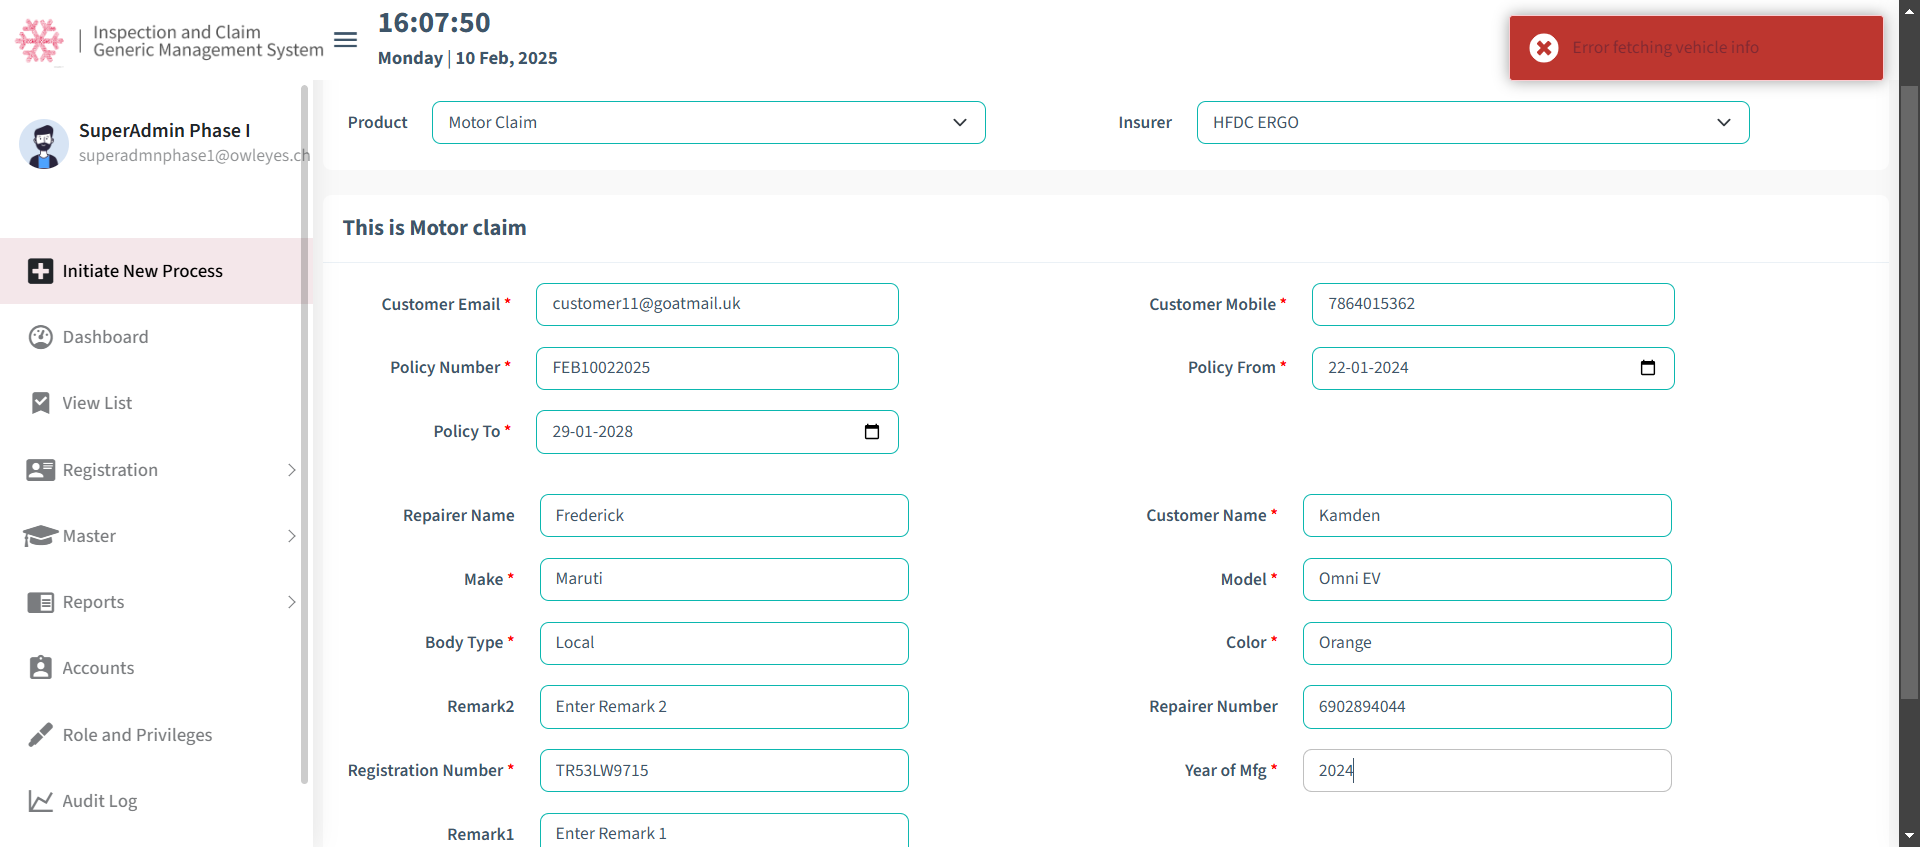 Inspection and Claim
Generic Management System
16:07:50
Monday | 10 Feb, 2025
Error fetching vehicle info
SuperAdmin Phase I
superadmnphase1@owleyes.ch
Initiate New Process
Dashboard
View List
Registration
Master
Reports
Accounts
Role and Privileges
Audit Log
Product
Motor Claim
Insurer
HFDC ERGO
This is Motor claim
Customer Email *
customer11@goatmail.uk
Customer Mobile *
7864015362
Policy Number *
FEB10022025
Policy From *
22-01-2024
Policy To *
29-01-2028
Repairer Name
Frederick
Customer Name *
Kamden
Make *
Maruti
Model *
Omni EV
Body Type *
Local
Color *
Orange
Remark2
Enter Remark 2
Repairer Number
6902894044
Registration Number *
TR53LW9715
Year of Mfg *
2024
Remark1
Enter Remark 1